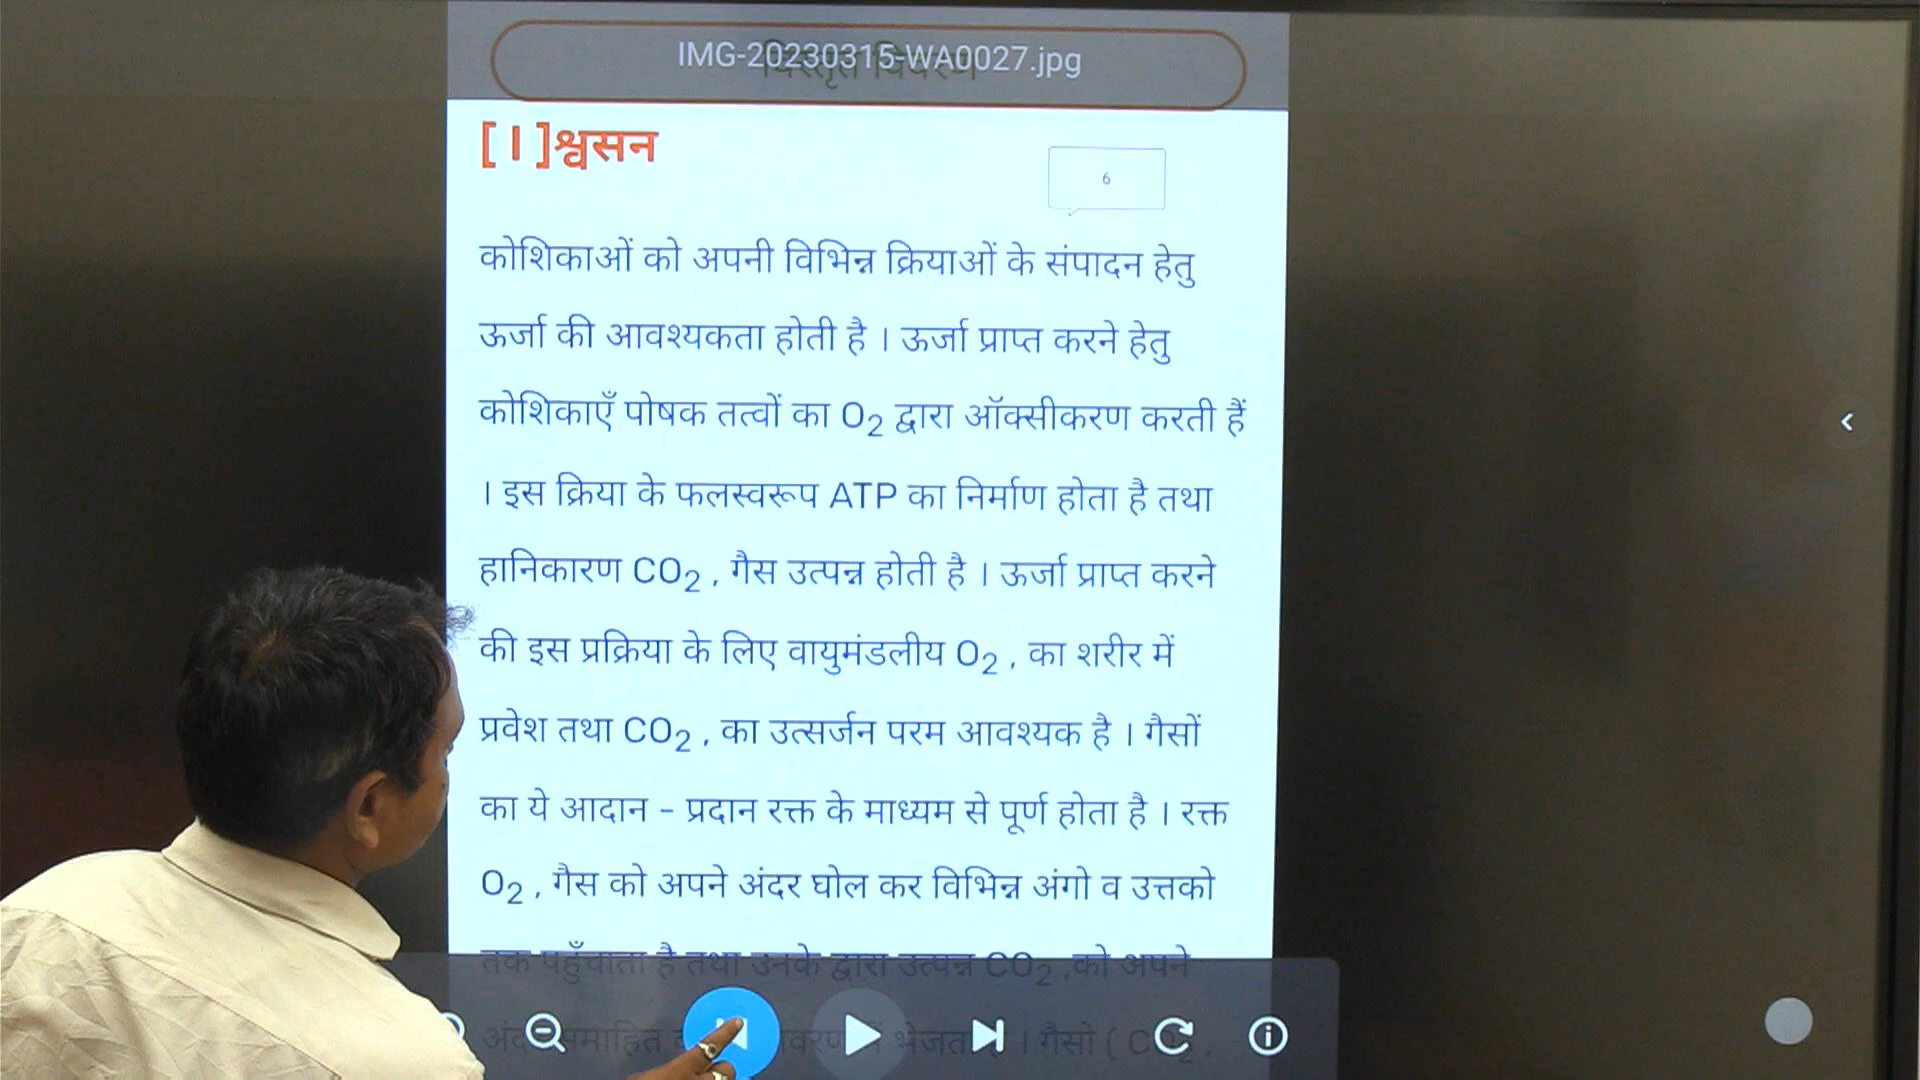 IMG-20230315-WA0027.jpg
विस्तृत विवरण
[ I ]श्वसन
6
कोशिकाओं को अपनी विभिन्न क्रियाओं के संपादन हेतु
ऊर्जा की आवश्यकता होती है । ऊर्जा प्राप्त करने हेतु
कोशिकाएँ पोषक तत्वों का O2 द्वारा ऑक्सीकरण करती हैं
। इस क्रिया के फलस्वरूप ATP का निर्माण होता है तथा
हानिकारण CO2 , गैस उत्पन्न होती है । ऊर्जा प्राप्त करने
की इस प्रक्रिया के लिए वायुमंडलीय O2 , का शरीर में
प्रवेश तथा CO2 , का उत्सर्जन परम आवश्यक है । गैसों
का ये आदान - प्रदान रक्त के माध्यम से पूर्ण होता है । रक्त
O2 , गैस को अपने अंदर घोल कर विभिन्न अंगो व उत्तको
तक पहुँचाता है तथा उनके द्वारा उत्पन्न CO2 ,को अपने
समाहित । गैसो (